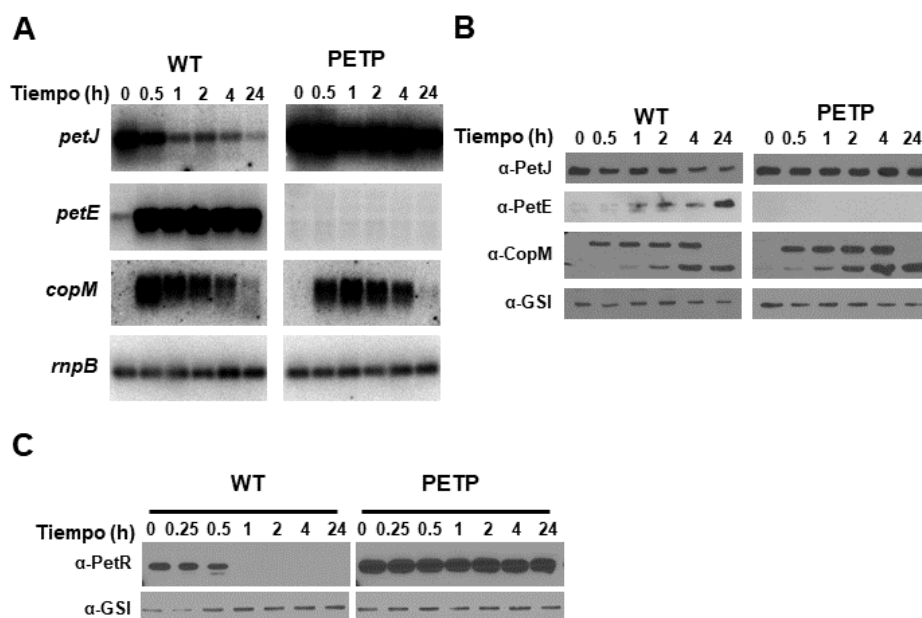 A
WT PETP
Tiempo (h) 0 0.5 1 2 4 24 0 0.5 1 2 4 24
petJ
petE
copM
rnpB
B
WT PETP
Tiempo (h) 0 0.5 1 2 4 24 0 0.5 1 2 4 24
α-PetJ
α-PetE
α-CopM
α-GSI
C
WT PETP
Tiempo (h) 0 0.25 0.5 1 2 4 24 0 0.25 0.5 1 2 4 24
α-PetR
α-GSI